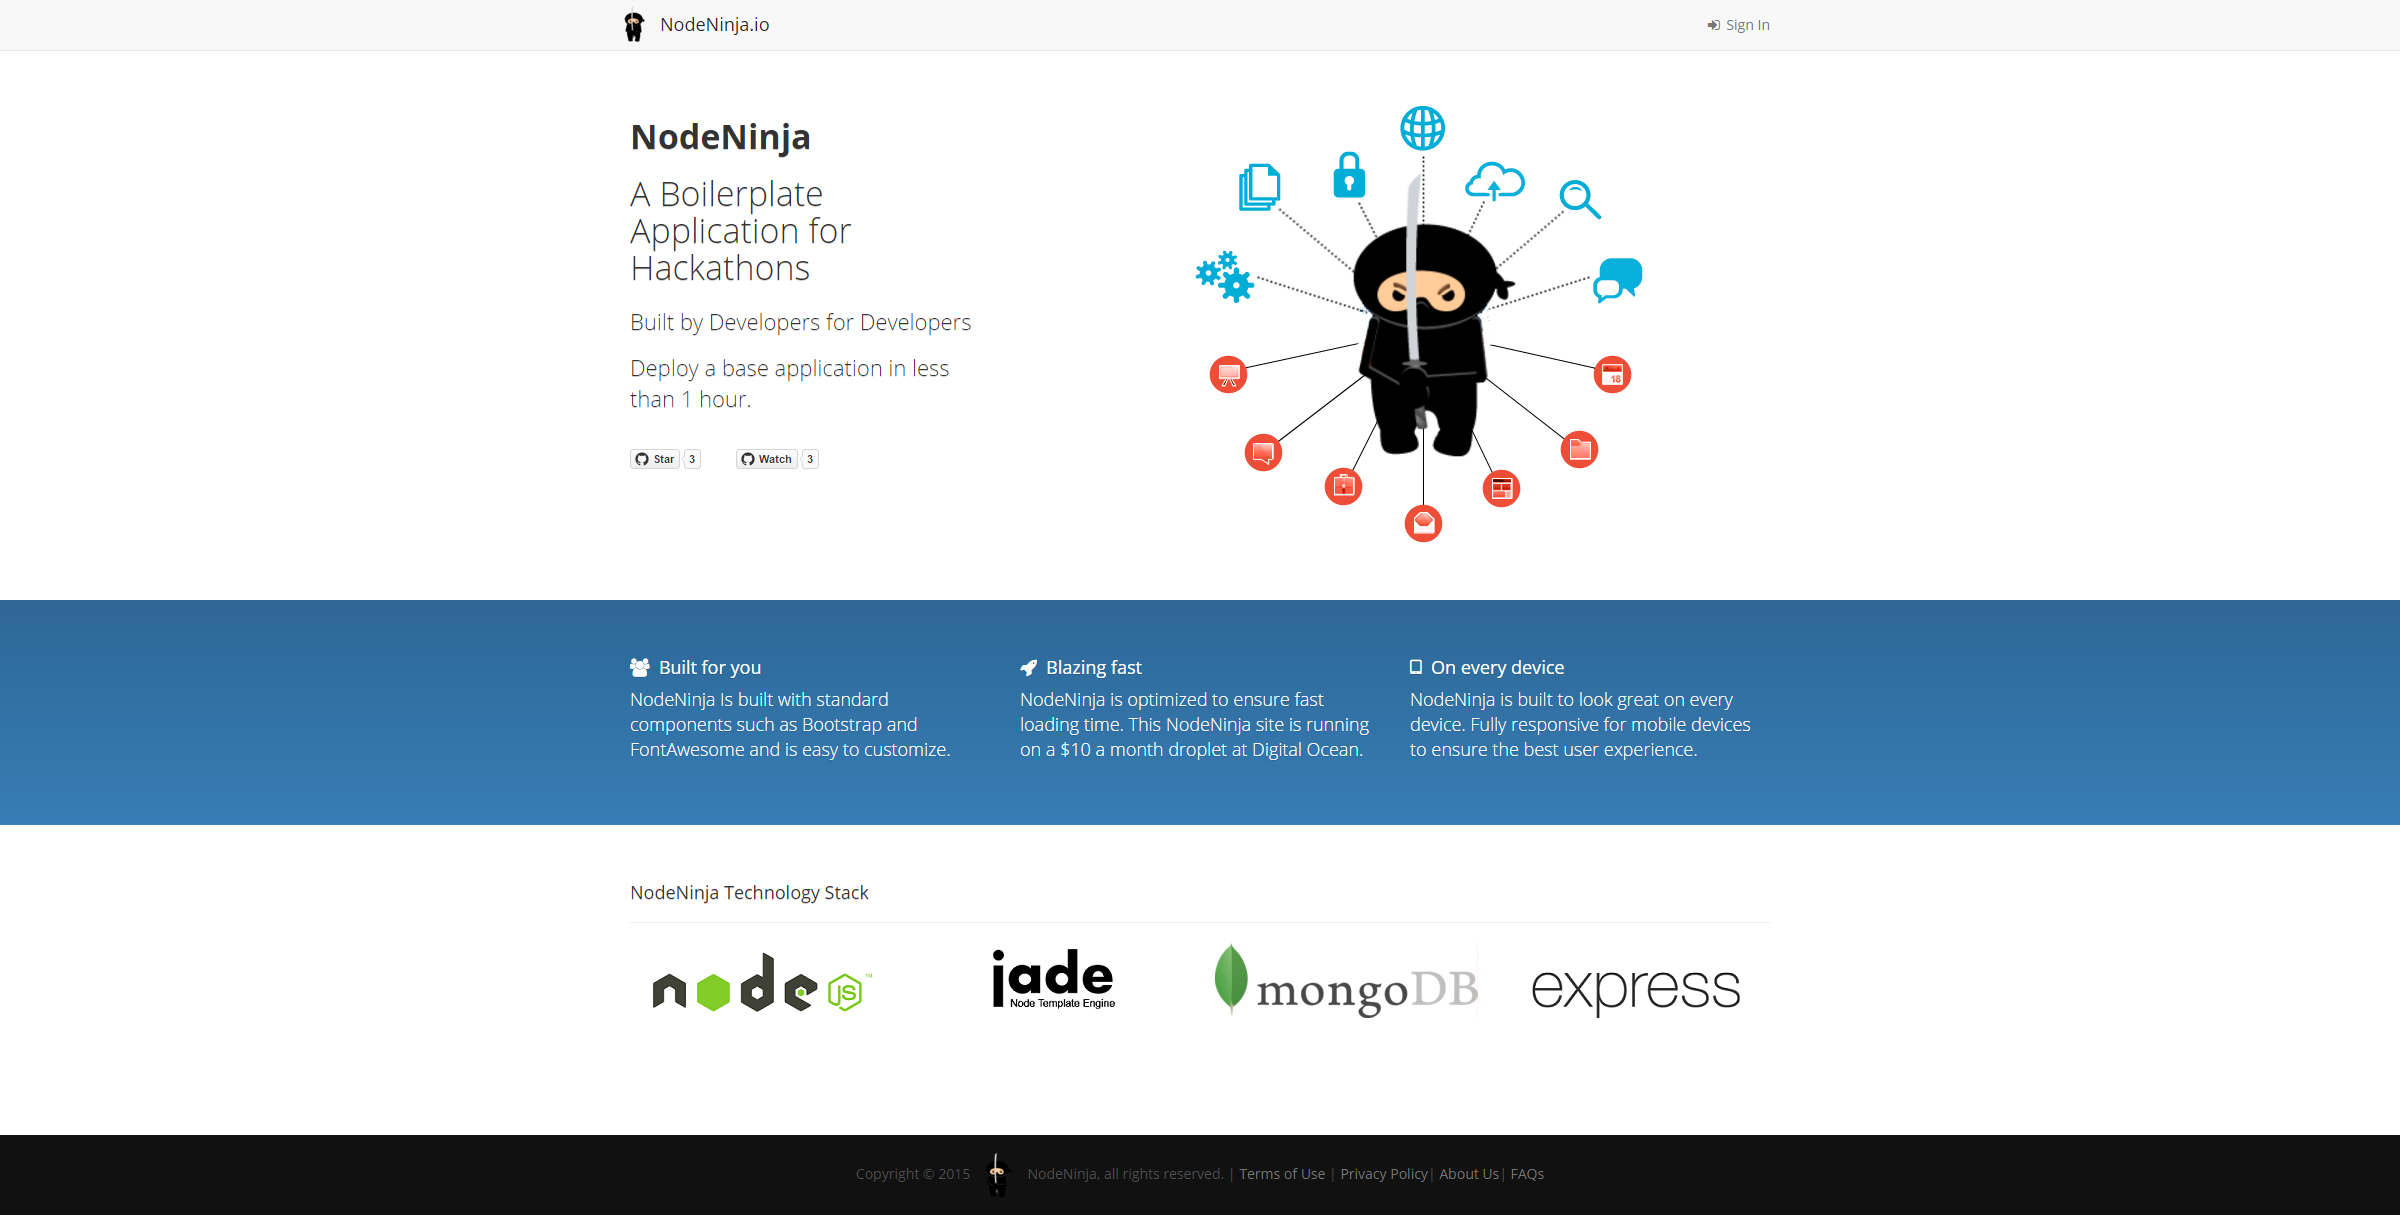 NodeNinja.io
Sign In
NodeNinja
A Boilerplate
Application for
Hackathons
Built by Developers for Developers
Deploy a base application in less
than 1 hour.
Star 3 Watch 3
18
Built for you
NodeNinja Is built with standard
components such as Bootstrap and
FontAwesome and is easy to customize.
Blazing fast
NodeNinja is optimized to ensure fast
loading time. This NodeNinja site is running
on a $10 a month droplet at Digital Ocean.
On every device
NodeNinja is built to look great on every
device. Fully responsive for mobile devices
to ensure the best user experience.
NodeNinja Technology Stack
node JS ™
jade
Node Template Engine
mongoDB
express
Copyright © 2015 NodeNinja, all rights reserved. | Terms of Use | Privacy Policy| About Us| FAQs